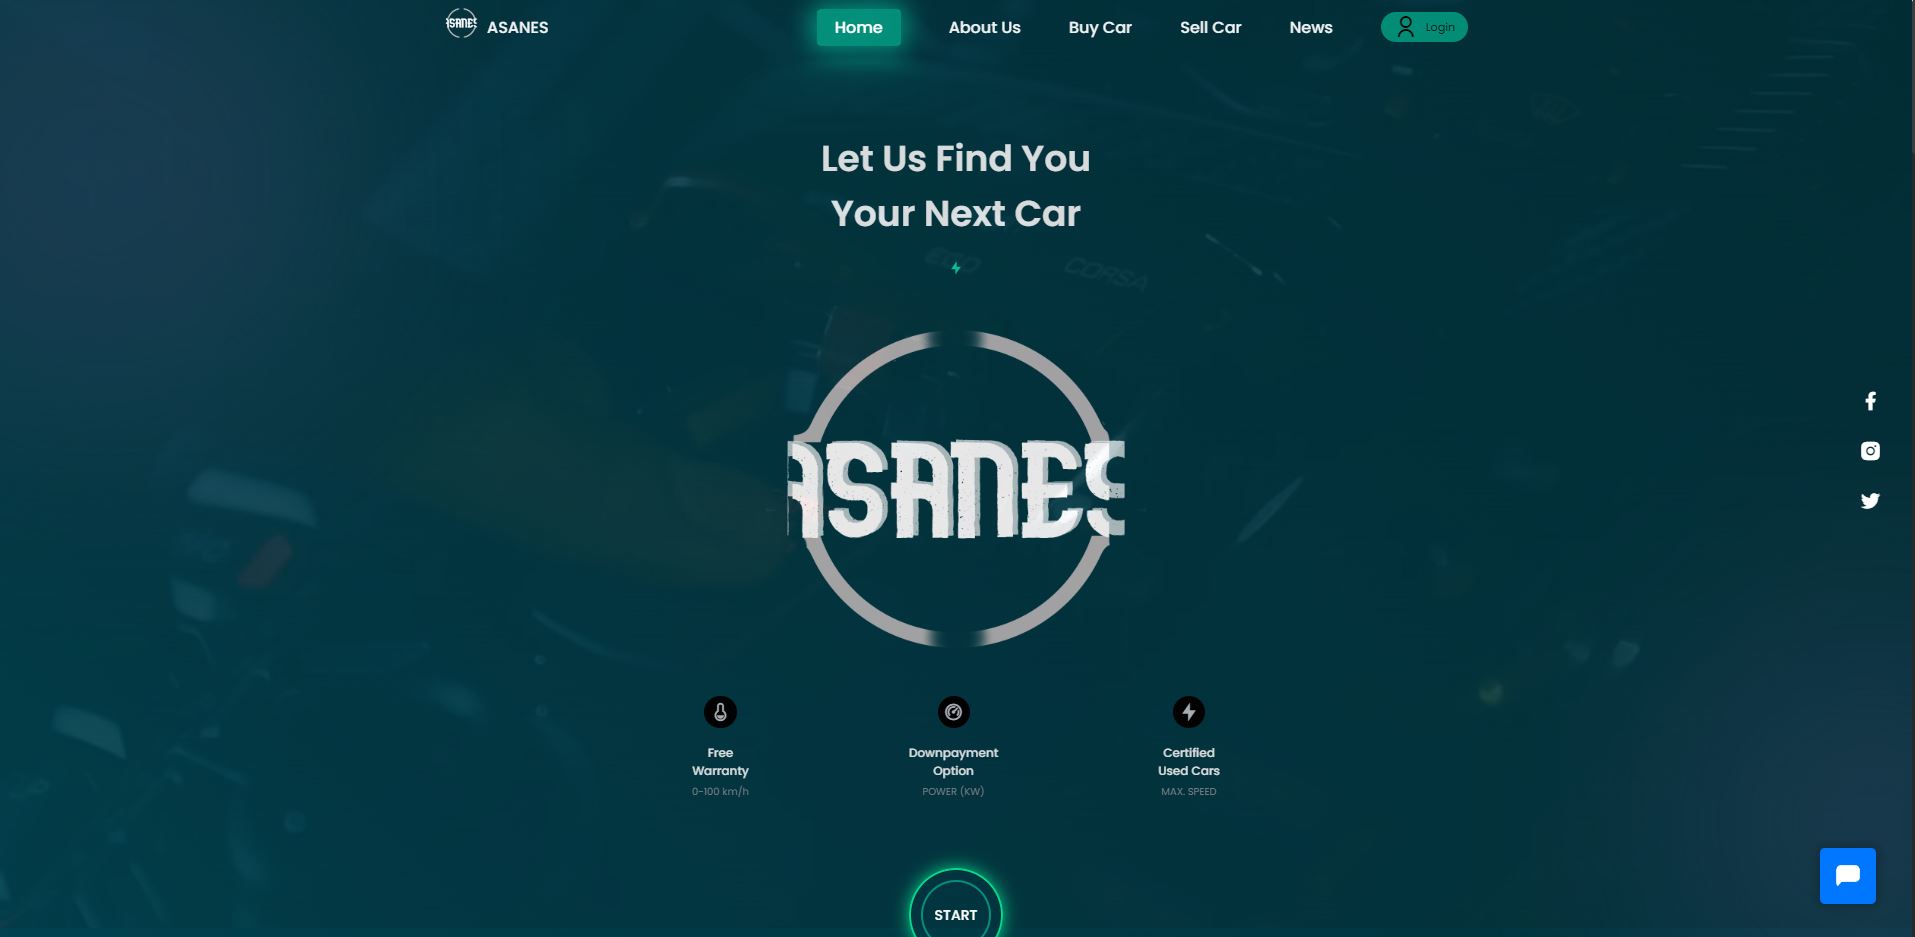 ASANES
ASANES
Home
About Us
Buy Car
Sell Car
News
Login
Let Us Find You
Your Next Car
CORSA
ASANES
Free
Warranty
0-100 km/h
Downpayment
Option
POWER (KW)
Certified
Used Cars
MAX. SPEED
START